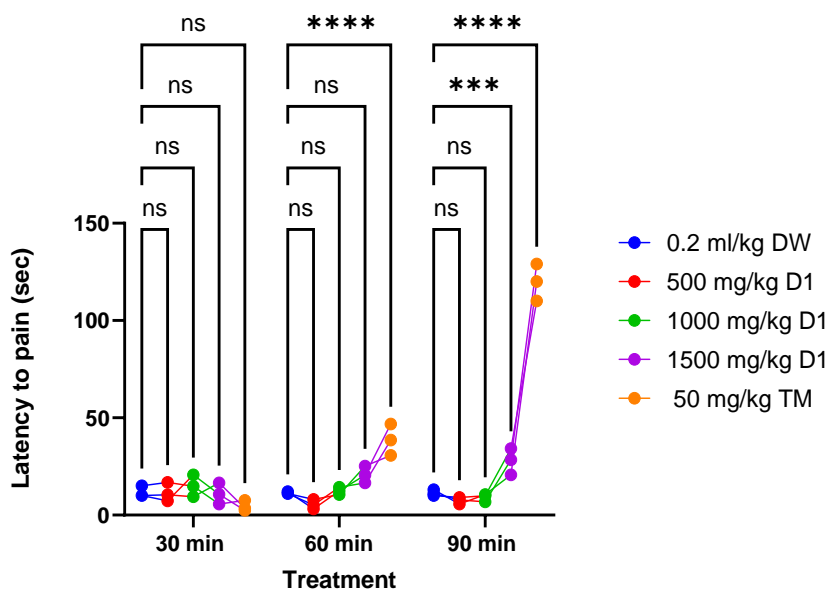 ns
****
****
ns
ns
***
ns
ns
ns
ns
ns
ns
150
100
50
0
Latency to pain (sec)
30 min
60 min
90 min
Treatment
0.2 ml/kg DW
500 mg/kg D1
1000 mg/kg D1
1500 mg/kg D1
50 mg/kg TM